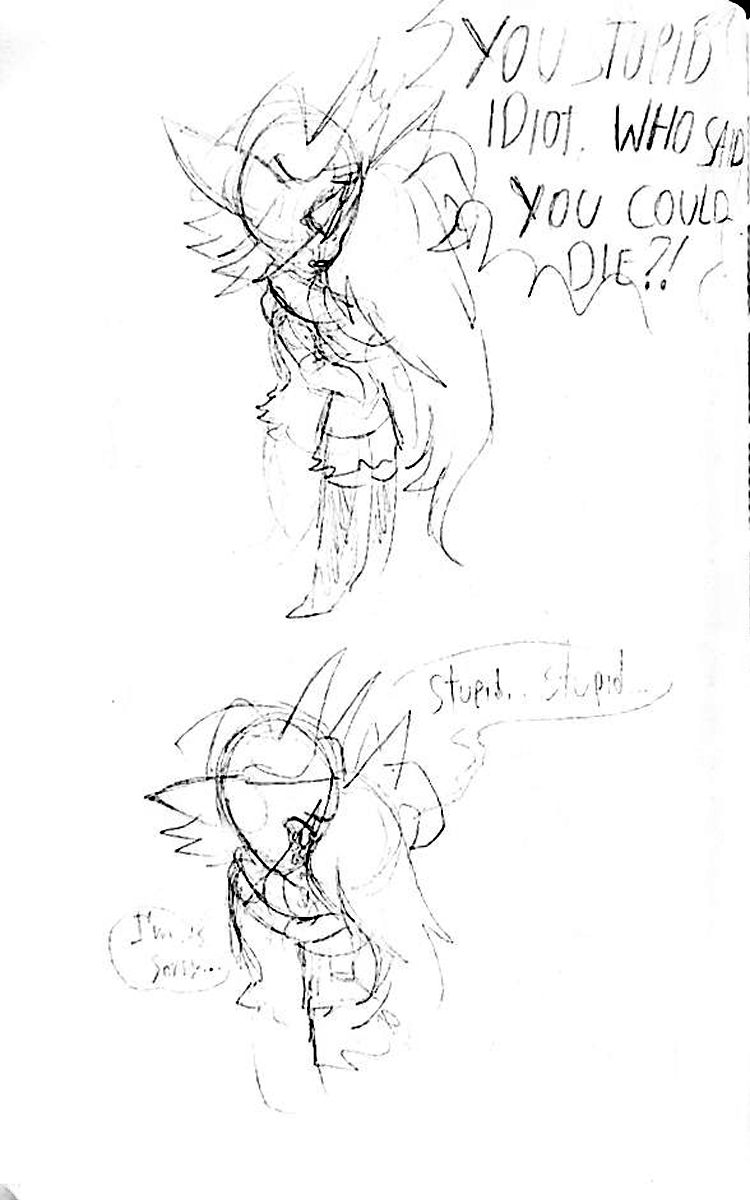 YOU STUPID
IDIOT. WHO SAID
YOU COULD
DIE?!
Stupid.. Stupid...
I'm so
sorry...